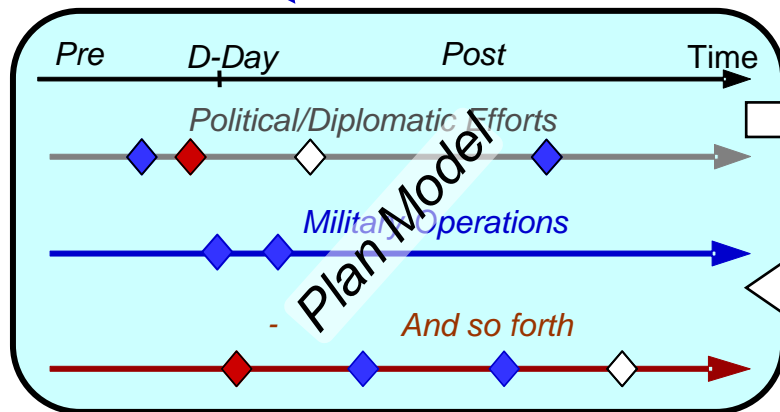 Pre D-Day Post Time
Political/Diplomatic Efforts
Military Operations
Plan Model
- And so forth